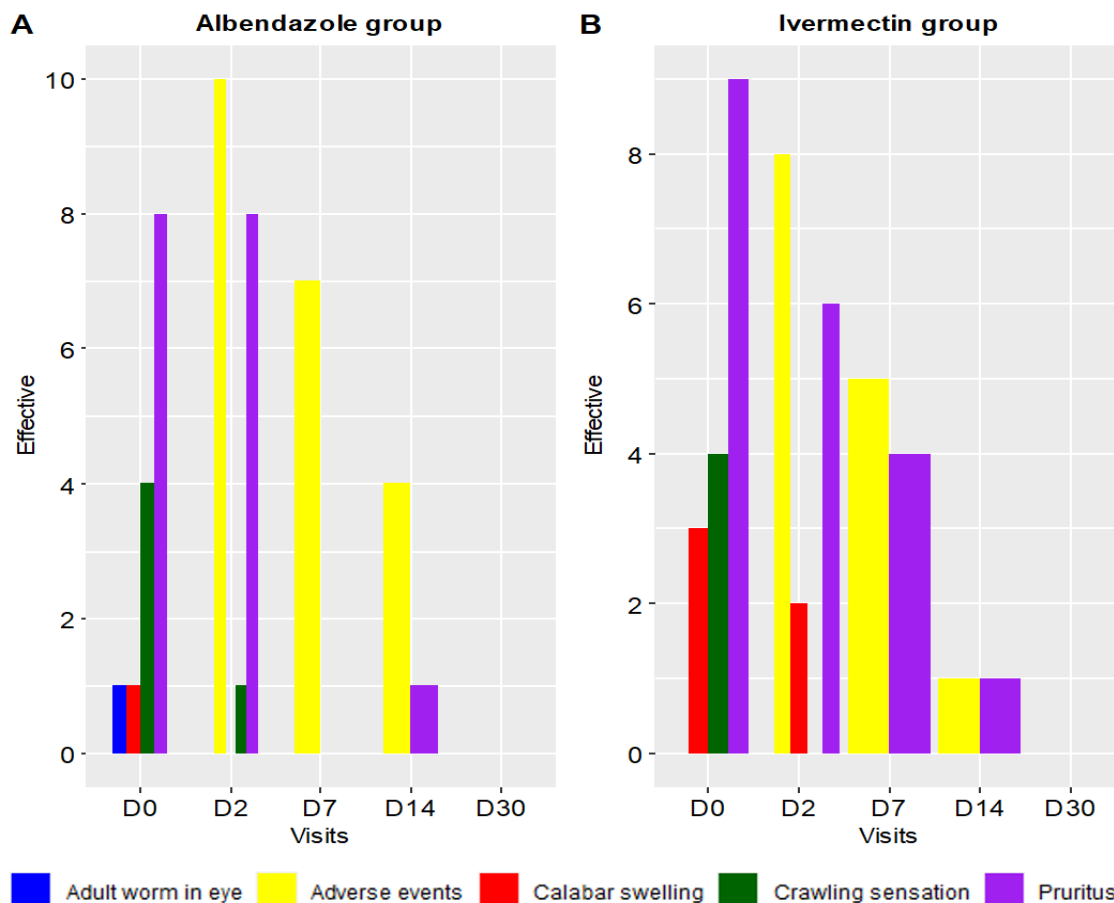 A Albendazole group
B Ivermectin group
10
8
6
4
2
0
Effective
D0 D2 D7 D14 D30
Visits
8
6
4
2
0
Effective
D0 D2 D7 D14 D30
Visits
Adult worm in eye Adverse events Calabar swelling Crawling sensation Pruritus